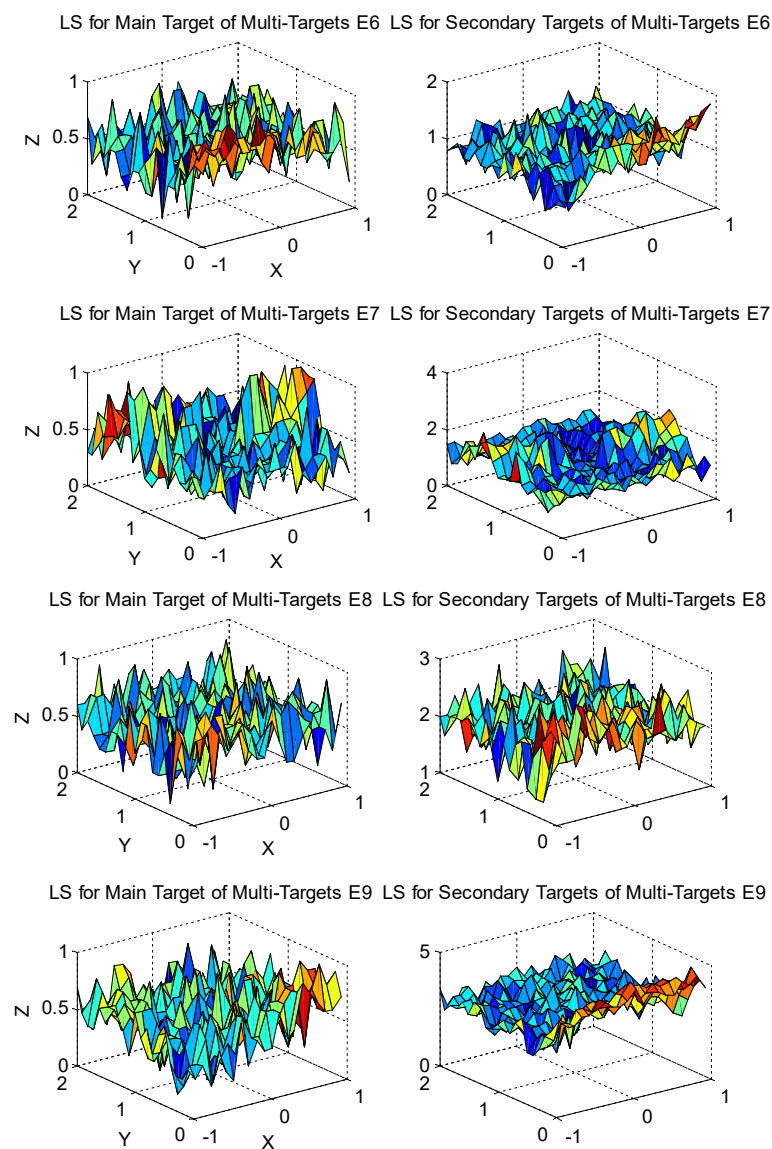 LS for Main Target of Multi-Targets E6 LS for Secondary Targets of Multi-Targets E6
1 2
Z 0.5 1
0 0
2 1 2 1
1 0 1 0
Y 0 -1 X 0 -1
LS for Main Target of Multi-Targets E7 LS for Secondary Targets of Multi-Targets E7
1 4
Z 0.5 2
0 0
2 1 2 1
1 0 1 0
Y 0 -1 X 0 -1
LS for Main Target of Multi-Targets E8 LS for Secondary Targets of Multi-Targets E8
1 3
Z 0.5 2
0 1
2 1 2 1
1 0 1 0
Y 0 -1 X 0 -1
LS for Main Target of Multi-Targets E9 LS for Secondary Targets of Multi-Targets E9
1 5
Z 0.5
0 0
2 1 2 1
1 0 1 0
Y 0 -1 X 0 -1